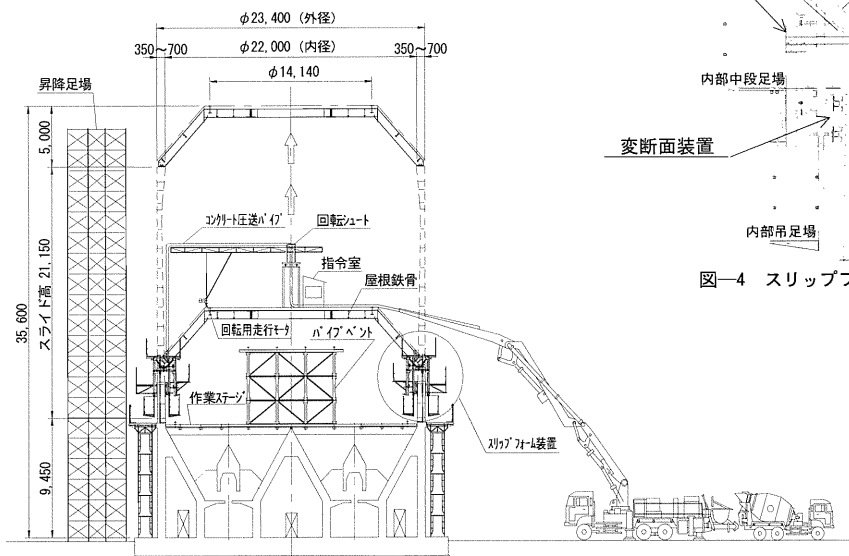 φ23,400 (外径)
350~700
φ22,000 (内径)
350~700
φ14,140
昇降足場
5,000
スライド高 21,150
35,600
9,450
コンクリート圧送パイプ
回転シュート
指令室
屋根鉄骨
回転用走行モータ
パイプベント
作業ステージ
スリップフォーム装置
内部中段足場
変断面装置
内部吊足場
図—4 スリップフ